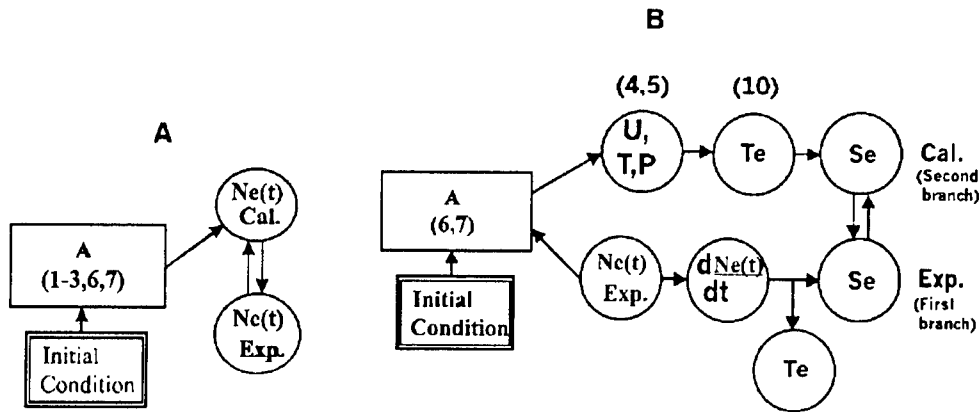 A
A
(1-3,6,7)
Initial
Condition
Ne(t)
Cal.
Ne(t)
Exp.
B
(4,5)
(10)
U,
T,P
Te
Se
Cal.
(Second
branch)
A
(6,7)
Initial
Condition
Ne(t)
Exp.
dNe(t)
dt
Se
Exp.
(First
branch)
Te